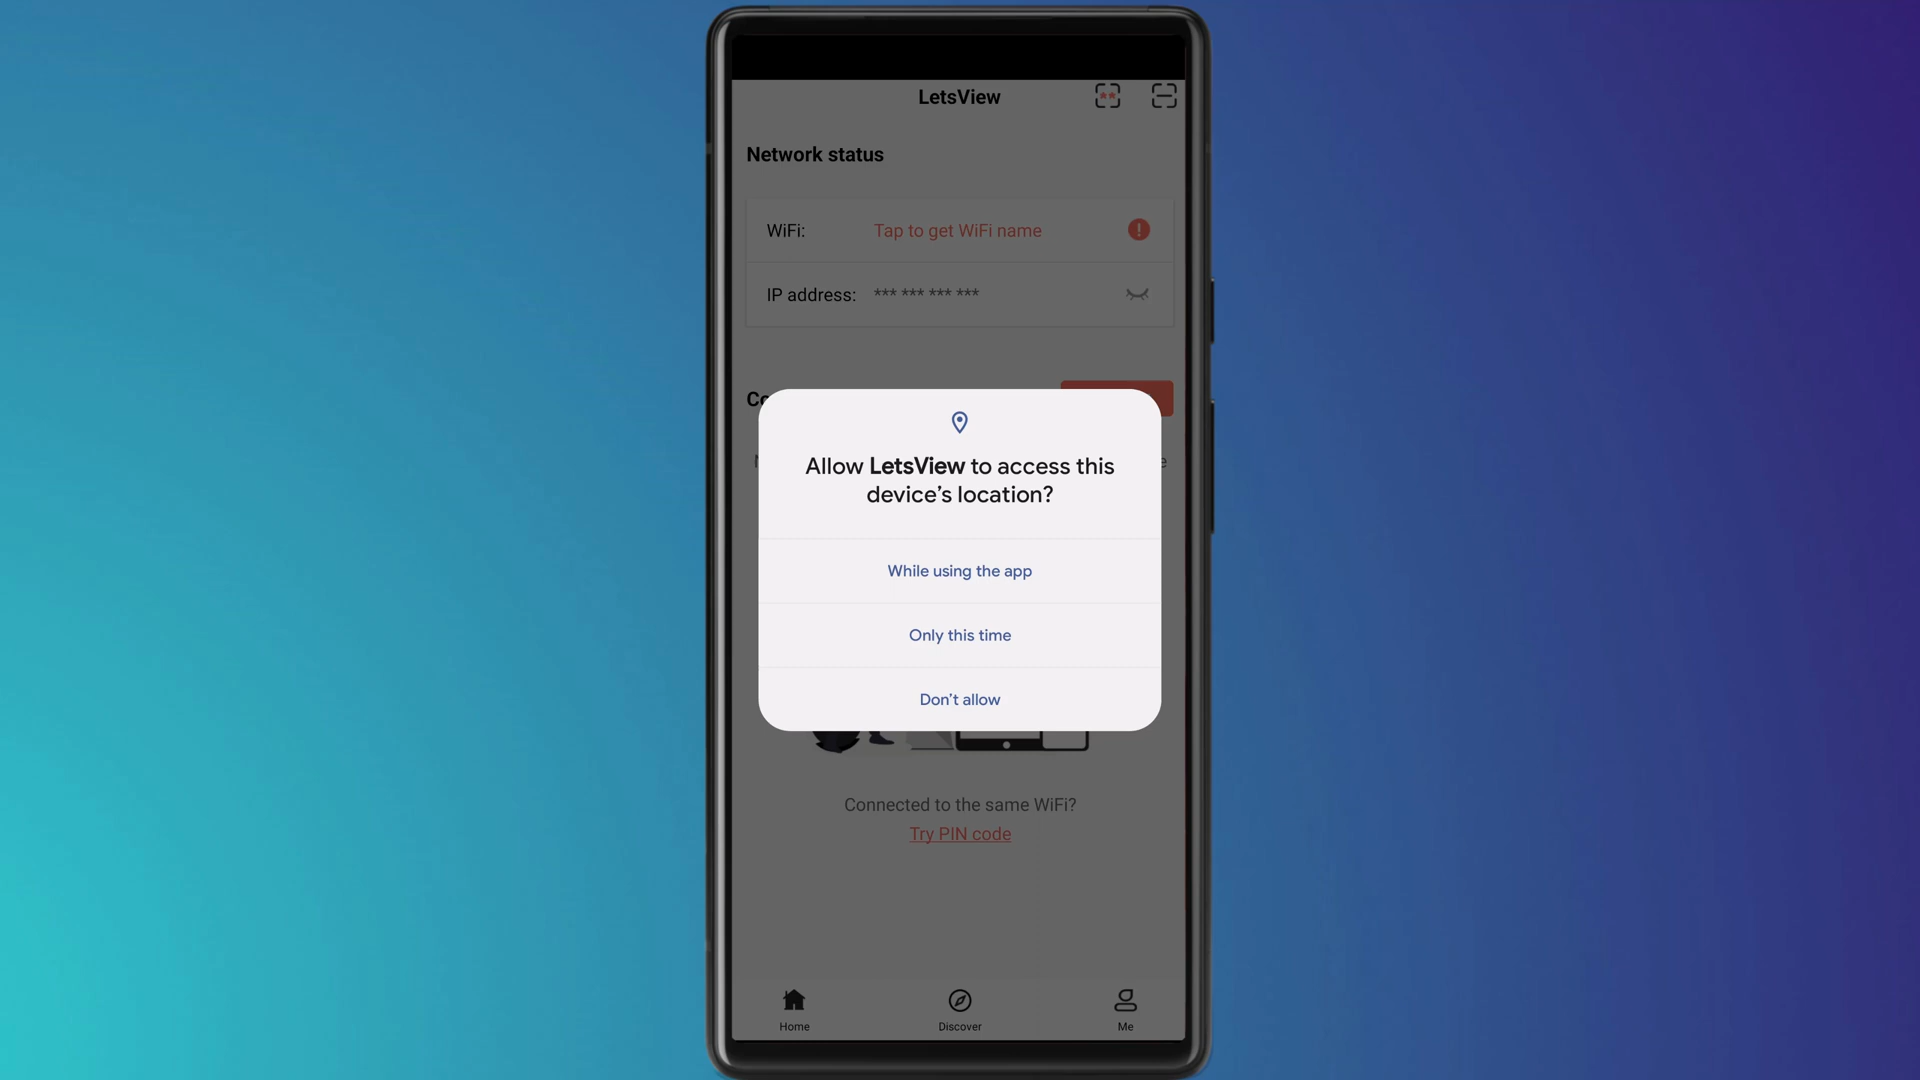 LetsView
Network status
WiFi: Tap to get WiFi name
IP address: *** *** *** ***
Allow LetsView to access this
device’s location?
While using the app
Only this time
Don’t allow
Connected to the same WiFi?
Try PIN code
Home Discover Me